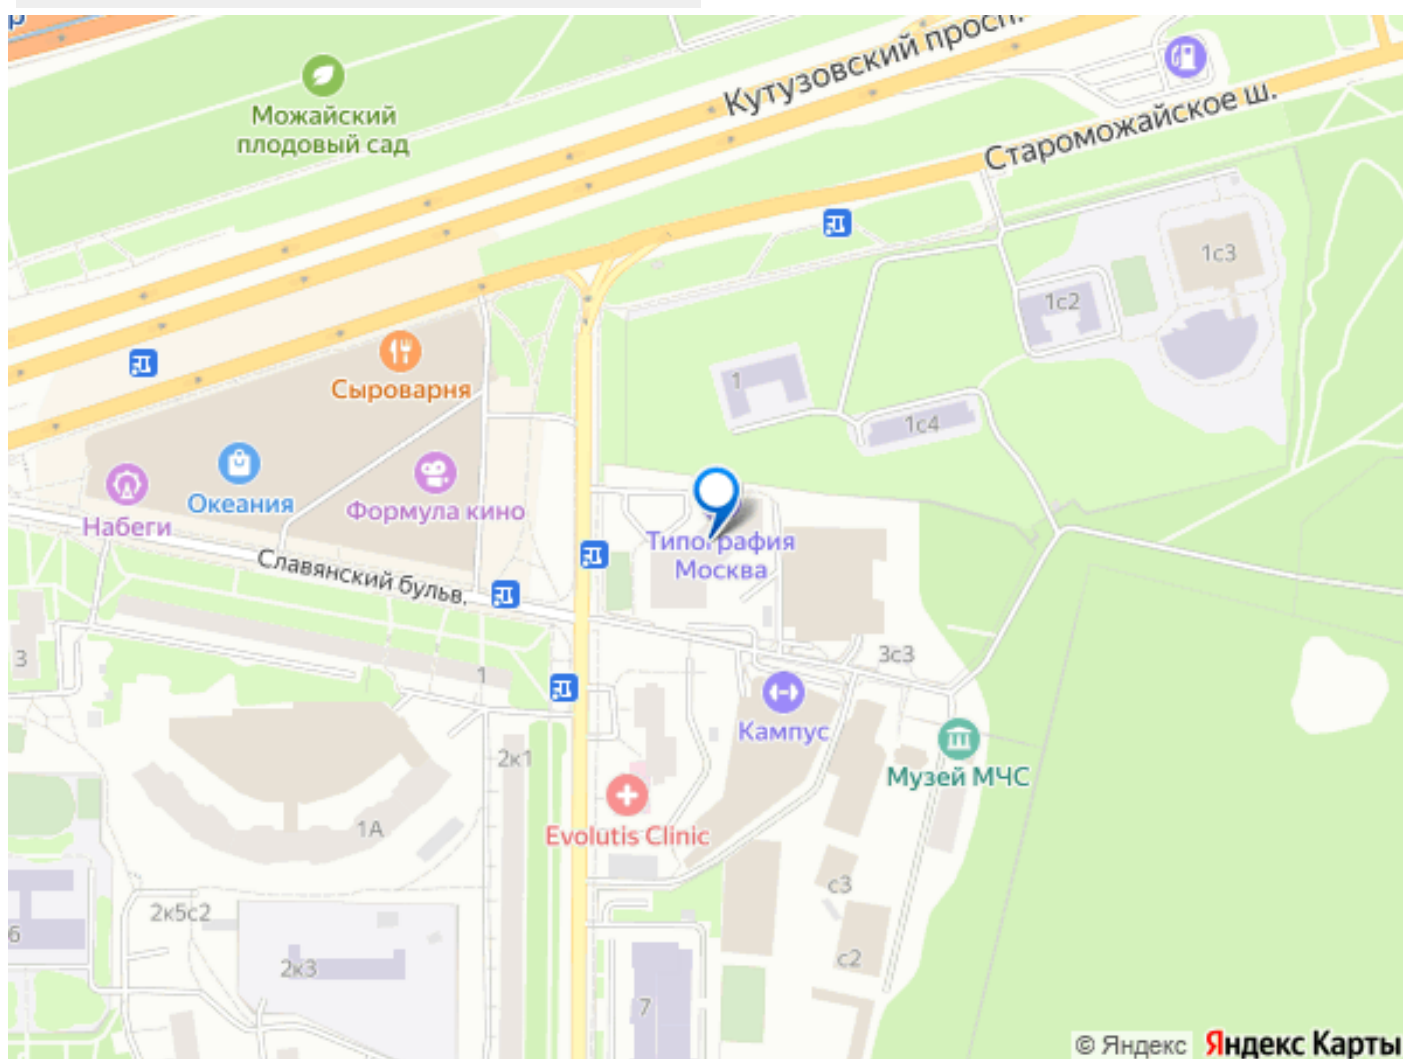 р
Кутузовский просп.
Можайский
плодовый сад
Староможайское ш.
1с3
1с2
Сыроварня
1
1с4
Океания
Формула кино
Набеги
Типография
Москва
Славянский бульв.
3
1
3с3
Кампус
2к1
Музей МЧС
1А
Evolutis Clinic
с3
2к5с2
6
с2
2к3
7
© Яндекс Яндекс Карты